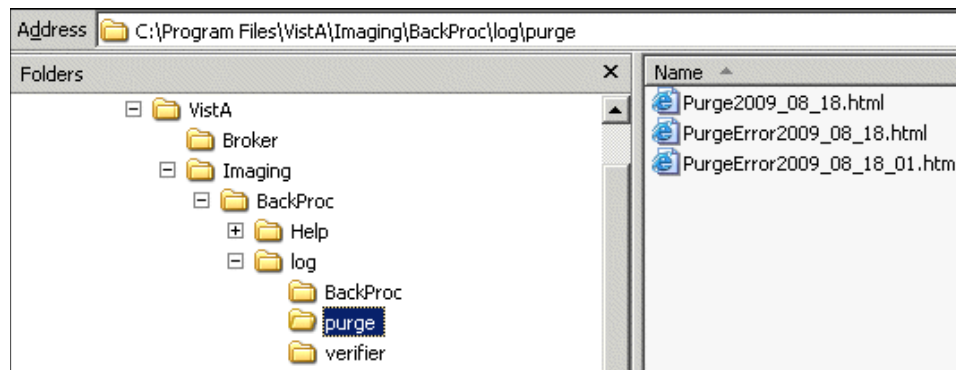 Address C:\Program Files\VistA\Imaging\BackProc\log\purge
Folders
VistA
Broker
Imaging
BackProc
Help
log
BackProc
purge
verifier
Name
Purge2009_08_18.html
PurgeError2009_08_18.html
PurgeError2009_08_18_01.htm